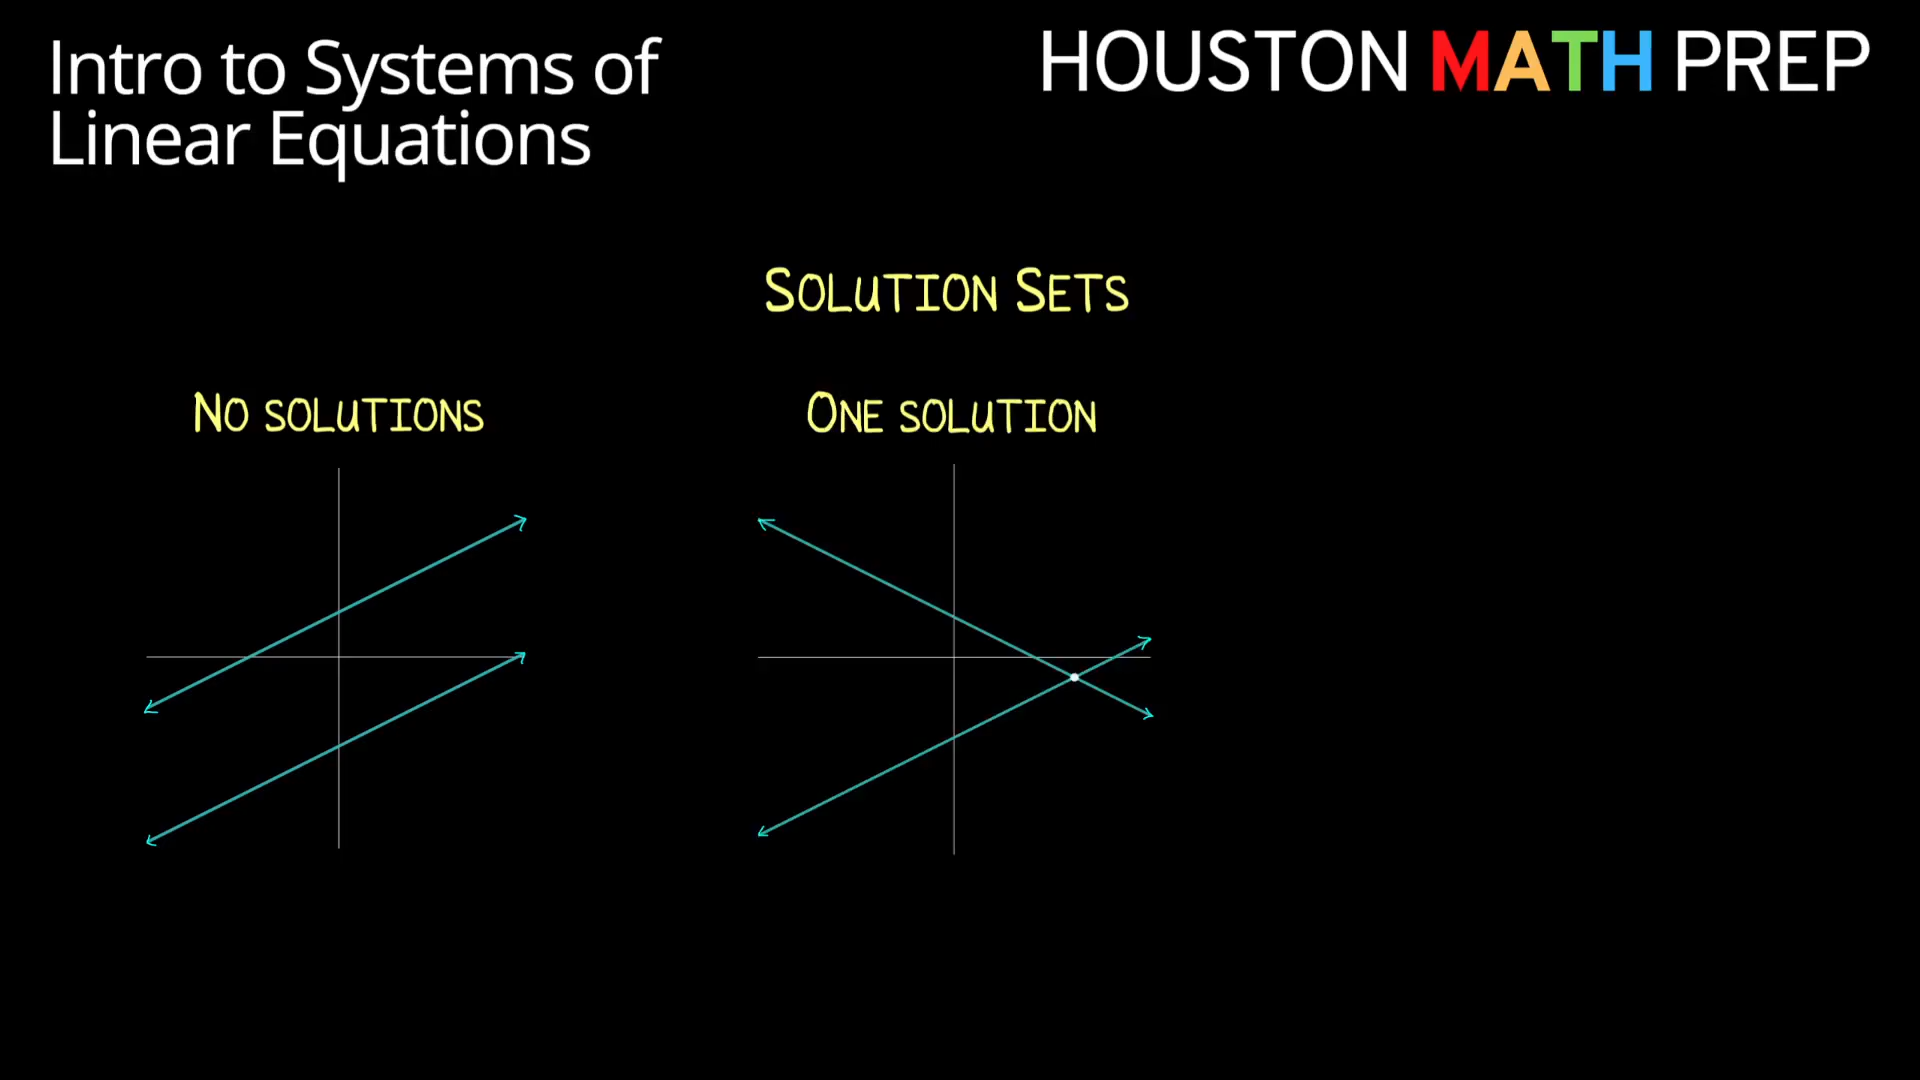 Intro to Systems of
Linear Equations
HOUSTON MATH PREP
SOLUTION SETS
NO SOLUTIONS
ONE SOLUTION